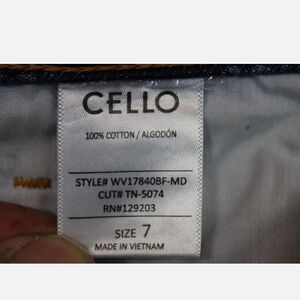 CELLO
100% COTTON / ALGODÓN
STYLE# WV17840BF-MD
CUT# TN-5074
RN#129203
SIZE 7
MADE IN VIETNAM